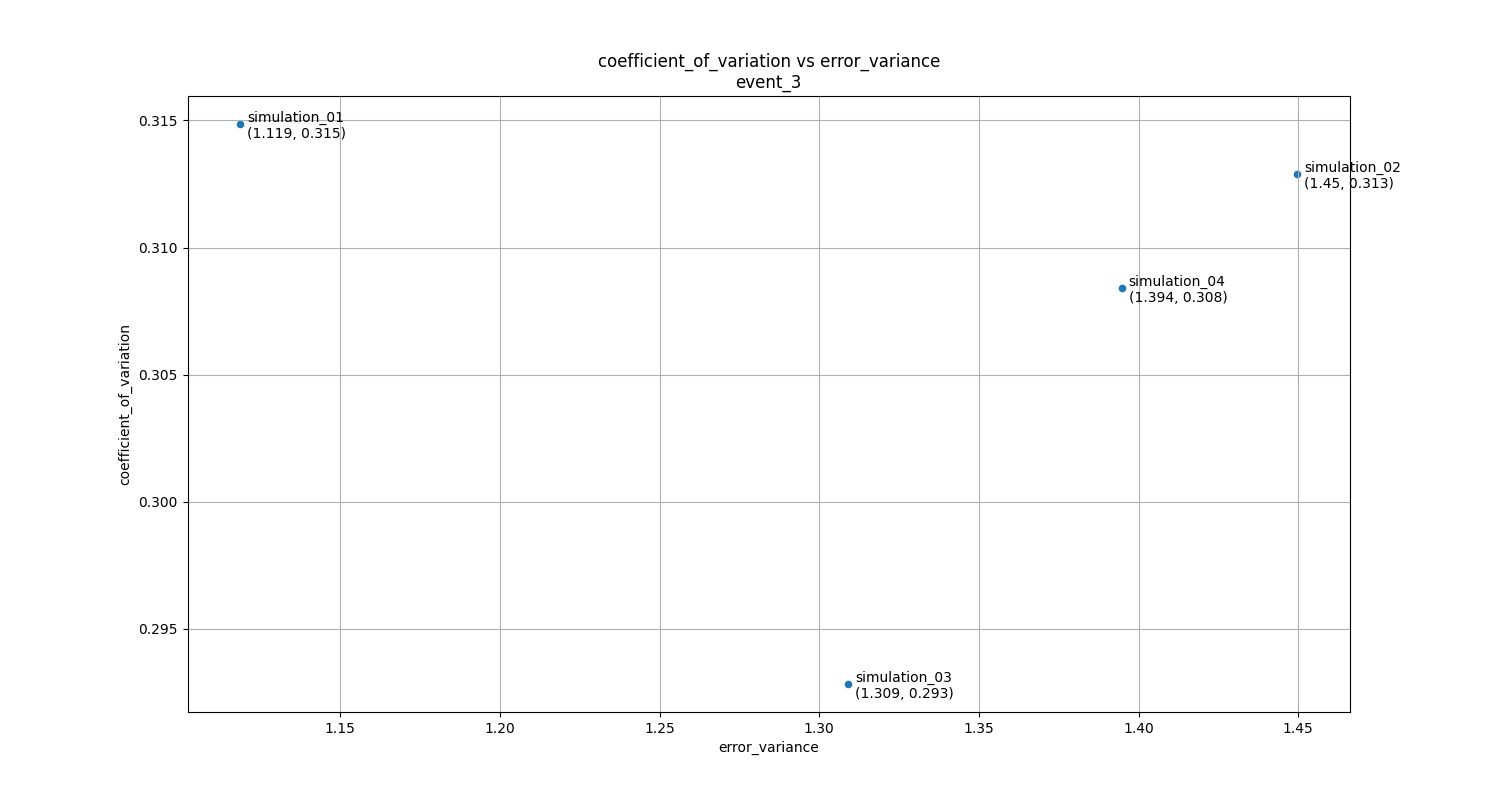 coefficient_of_variation vs error_variance
event_3
0.315
0.310
0.305
0.300
0.295
coefficient_of_variation
simulation_01
(1.119, 0.315)
simulation_02
(1.45, 0.313)
simulation_04
(1.394, 0.308)
simulation_03
(1.309, 0.293)
1.15 1.20 1.25 1.30 1.35 1.40 1.45
error_variance